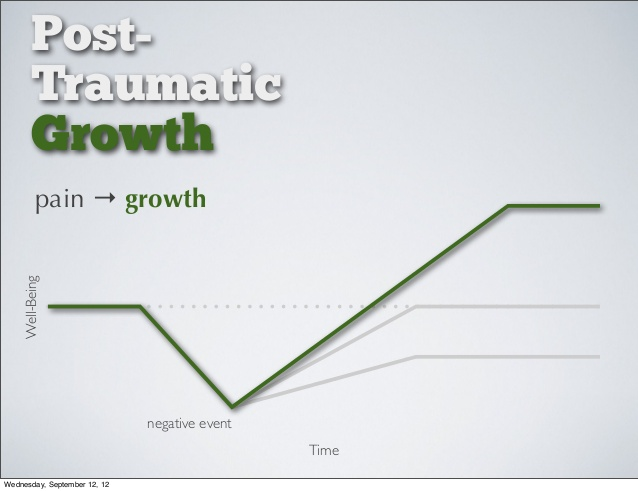 Post-
Traumatic
Growth
pain → growth
Well-Being
negative event
Time
Wednesday, September 12, 12